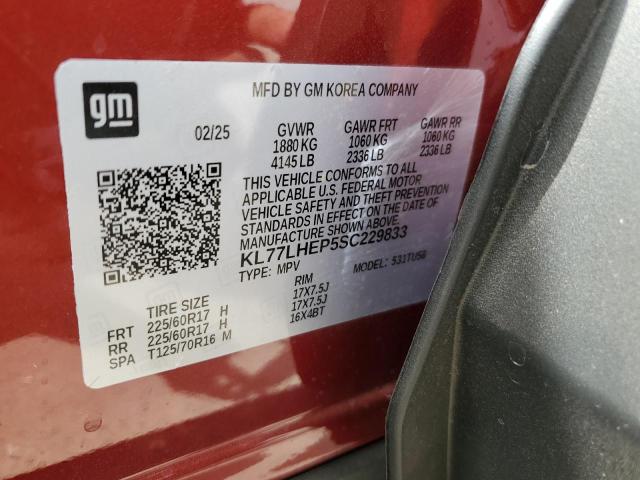 gm
MFD BY GM KOREA COMPANY
02/25 GVWR GAWR FRT GAWR RR
1880 KG 1060 KG 1060 KG
4145 LB 2336 LB 2336 LB
THIS VEHICLE CONFORMS TO ALL
APPLICABLE U.S. FEDERAL MOTOR
VEHICLE SAFETY AND THEFT PREVENTION
STANDARDS IN EFFECT ON THE DATE OF
MANUFACTURE SHOWN ABOVE.
KL77LHEP5SC229833
TYPE: MPV MODEL: 531TU58
TIRE SIZE RIM
FRT 225/60R17 H 17X7.5J
RR 225/60R17 H 17X7.5J
SPA T125/70R16 M 16X4BT